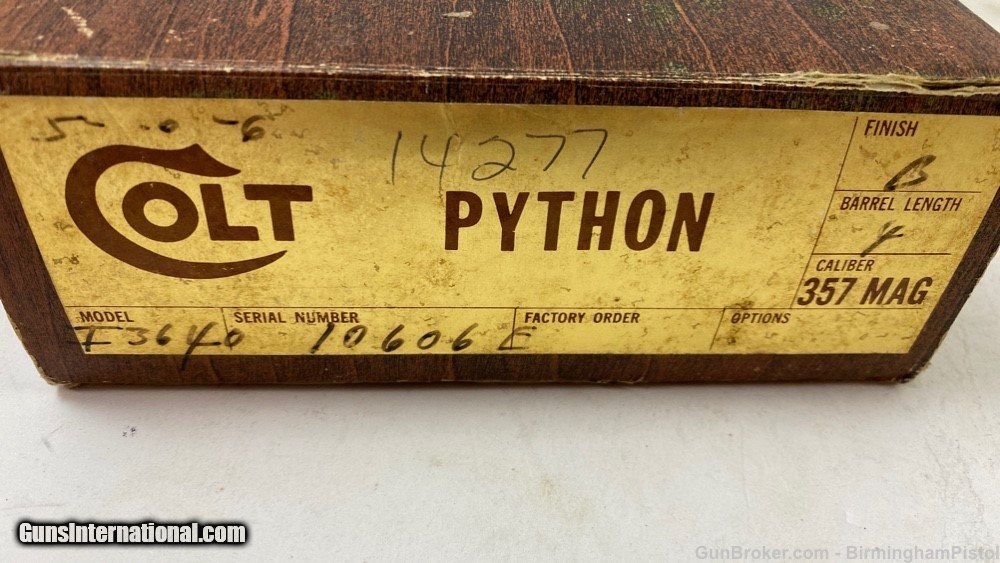 5-0-6
14277
COLT
PYTHON
FINISH
B
BARREL LENGTH
4
CALIBER
357 MAG
MODEL
I3640
SERIAL NUMBER
10606E
FACTORY ORDER
OPTIONS
GunsInternational.com
GunBroker.com - BirminghamPistol